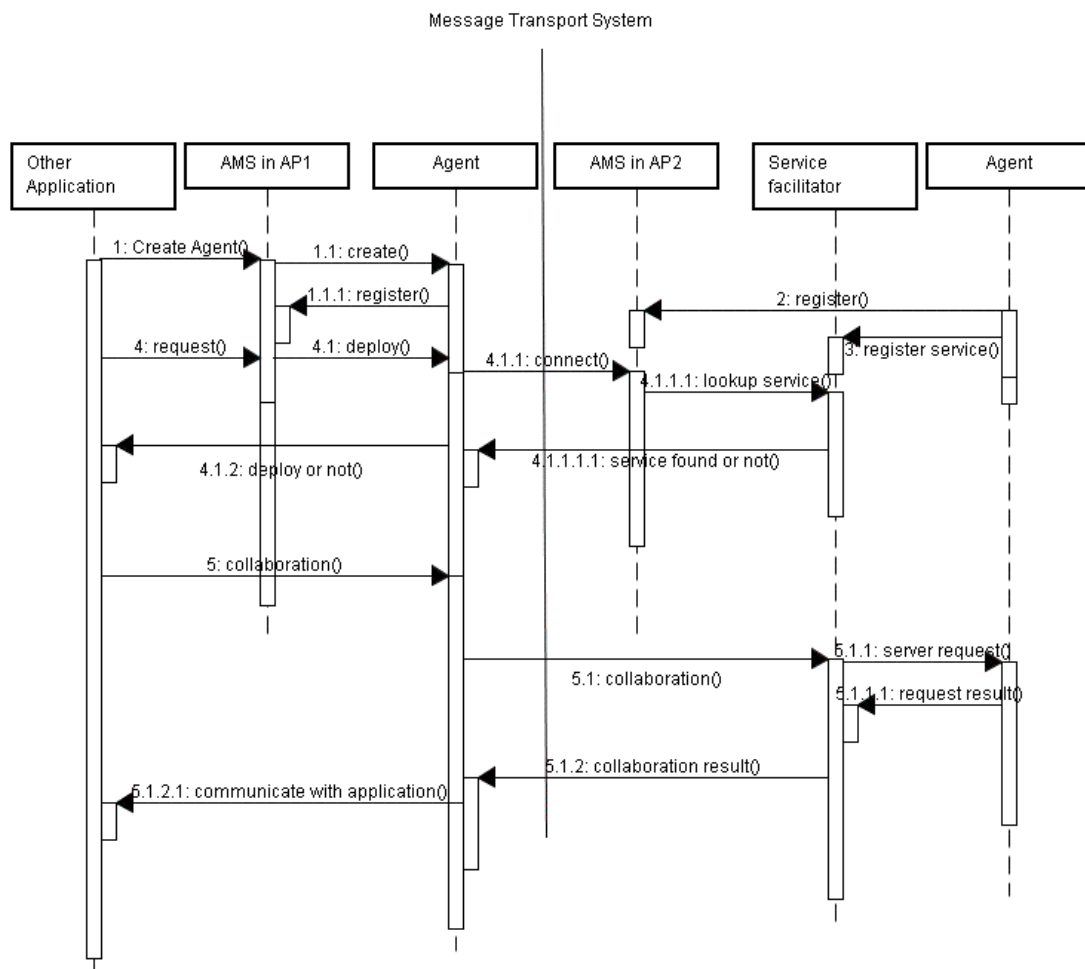 Message Transport System
Other
Application
AMS in AP1
Agent
AMS in AP2
Service
facilitator
Agent
1: Create Agent()
1.1: create()
1.1.1: register()
2: register()
3: register service()
4: request()
4.1: deploy()
4.1.1: connect()
4.1.1.1: lookup service()
4.1.2: deploy or not()
4.1.1.1.1: service found or not()
5: collaboration()
5.1: collaboration()
5.1.1: server request()
5.1.1.1: request result()
5.1.2: collaboration result()
5.1.2.1: communicate with application()